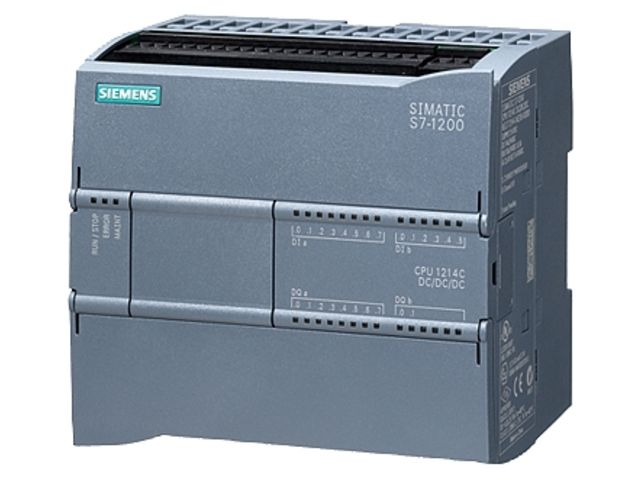 SIEMENS
SIMATIC
S7-1200
RUN / STOP
ERROR
MAINT
.0 .1 .2 .3 .4 .5 .6 .7
DI a
.0 .1 .2 .3 .4 .5
DI b
CPU 1214C
DC/DC/DC
DQ a
.0 .1 .2 .3 .4 .5 .6 .7
DQ b
.0 .1